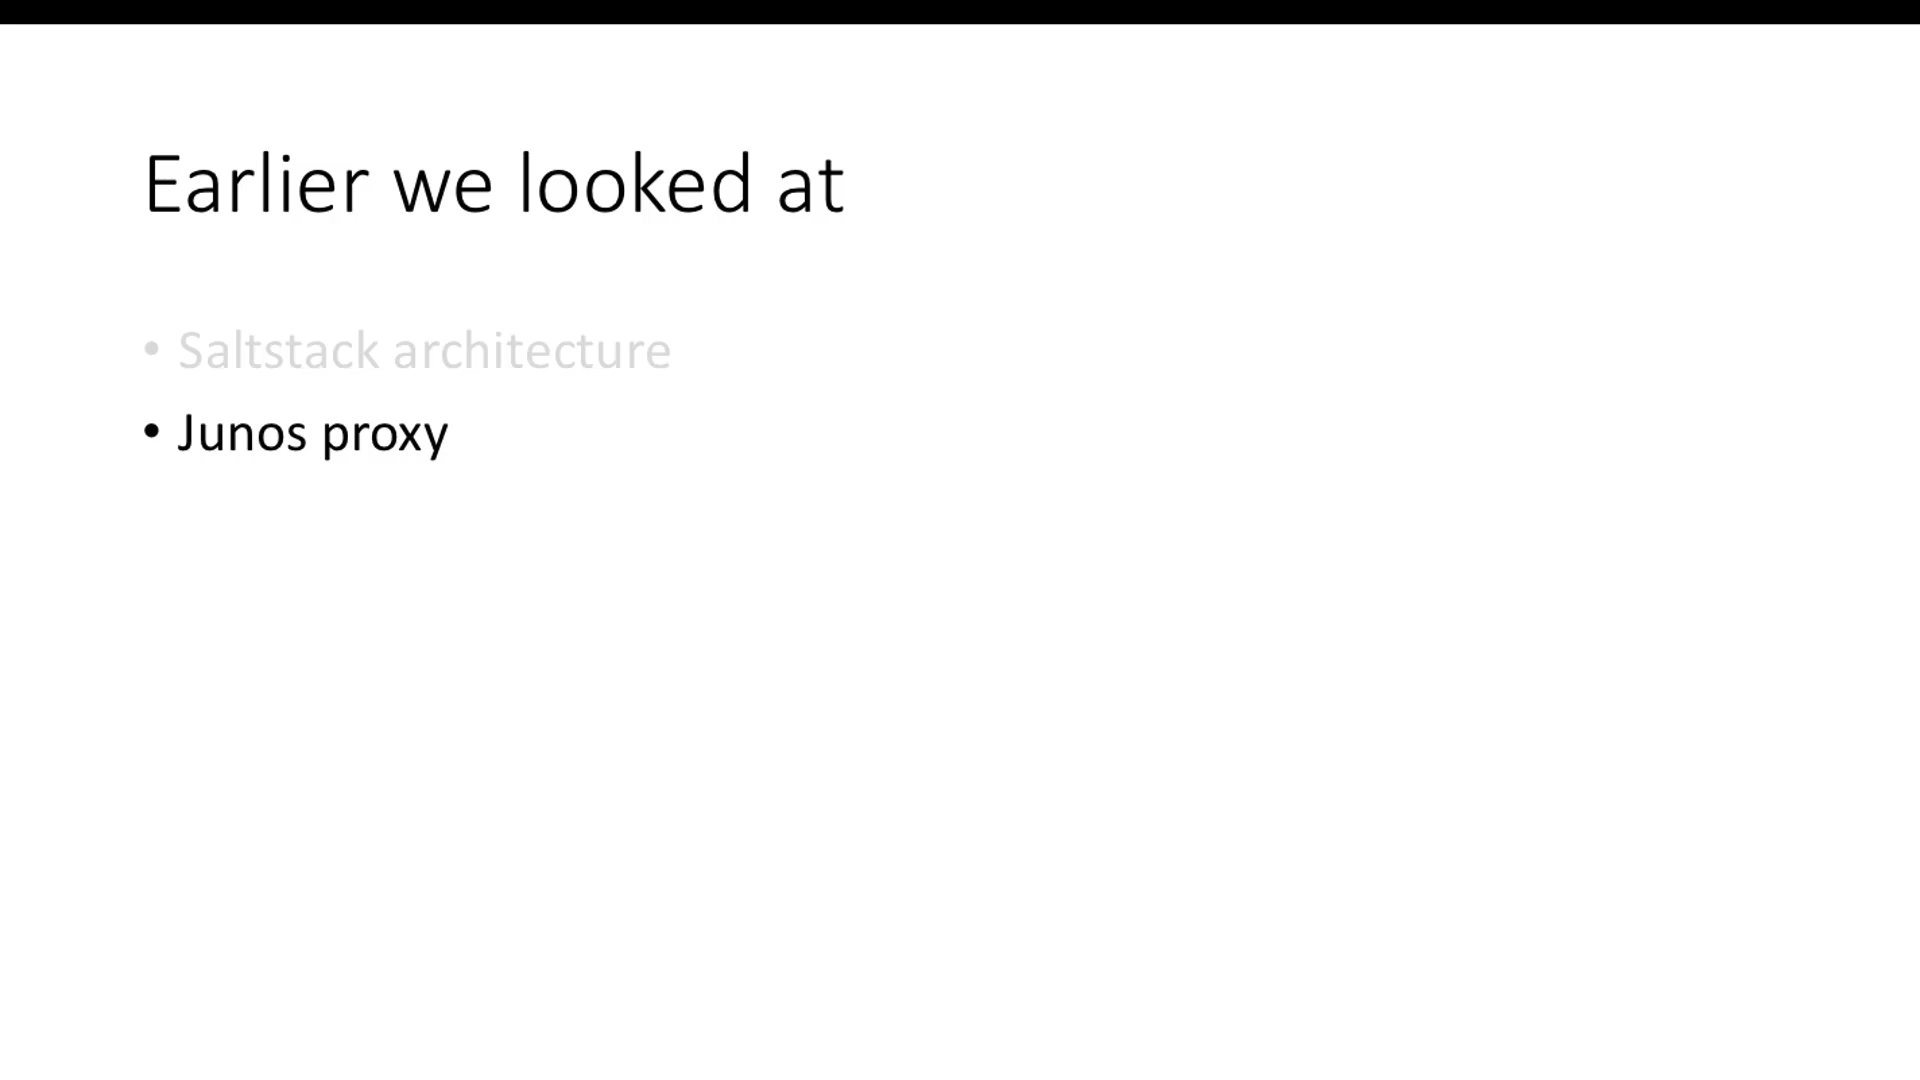 Earlier we looked at
• Saltstack architecture
• Junos proxy